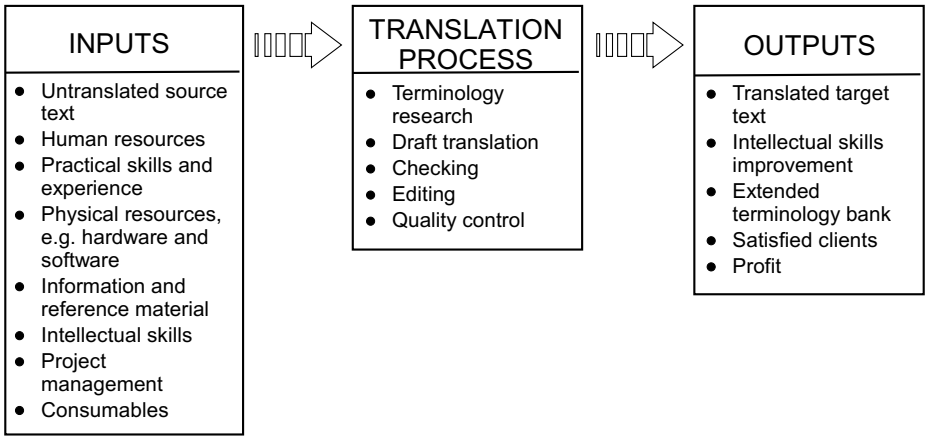 INPUTS
● Untranslated source
text
● Human resources
● Practical skills and
experience
● Physical resources,
e.g. hardware and
software
● Information and
reference material
● Intellectual skills
● Project
management
● Consumables
TRANSLATION
PROCESS
● Terminology
research
● Draft translation
● Checking
● Editing
● Quality control
OUTPUTS
● Translated target
text
● Intellectual skills
improvement
● Extended
terminology bank
● Satisfied clients
● Profit